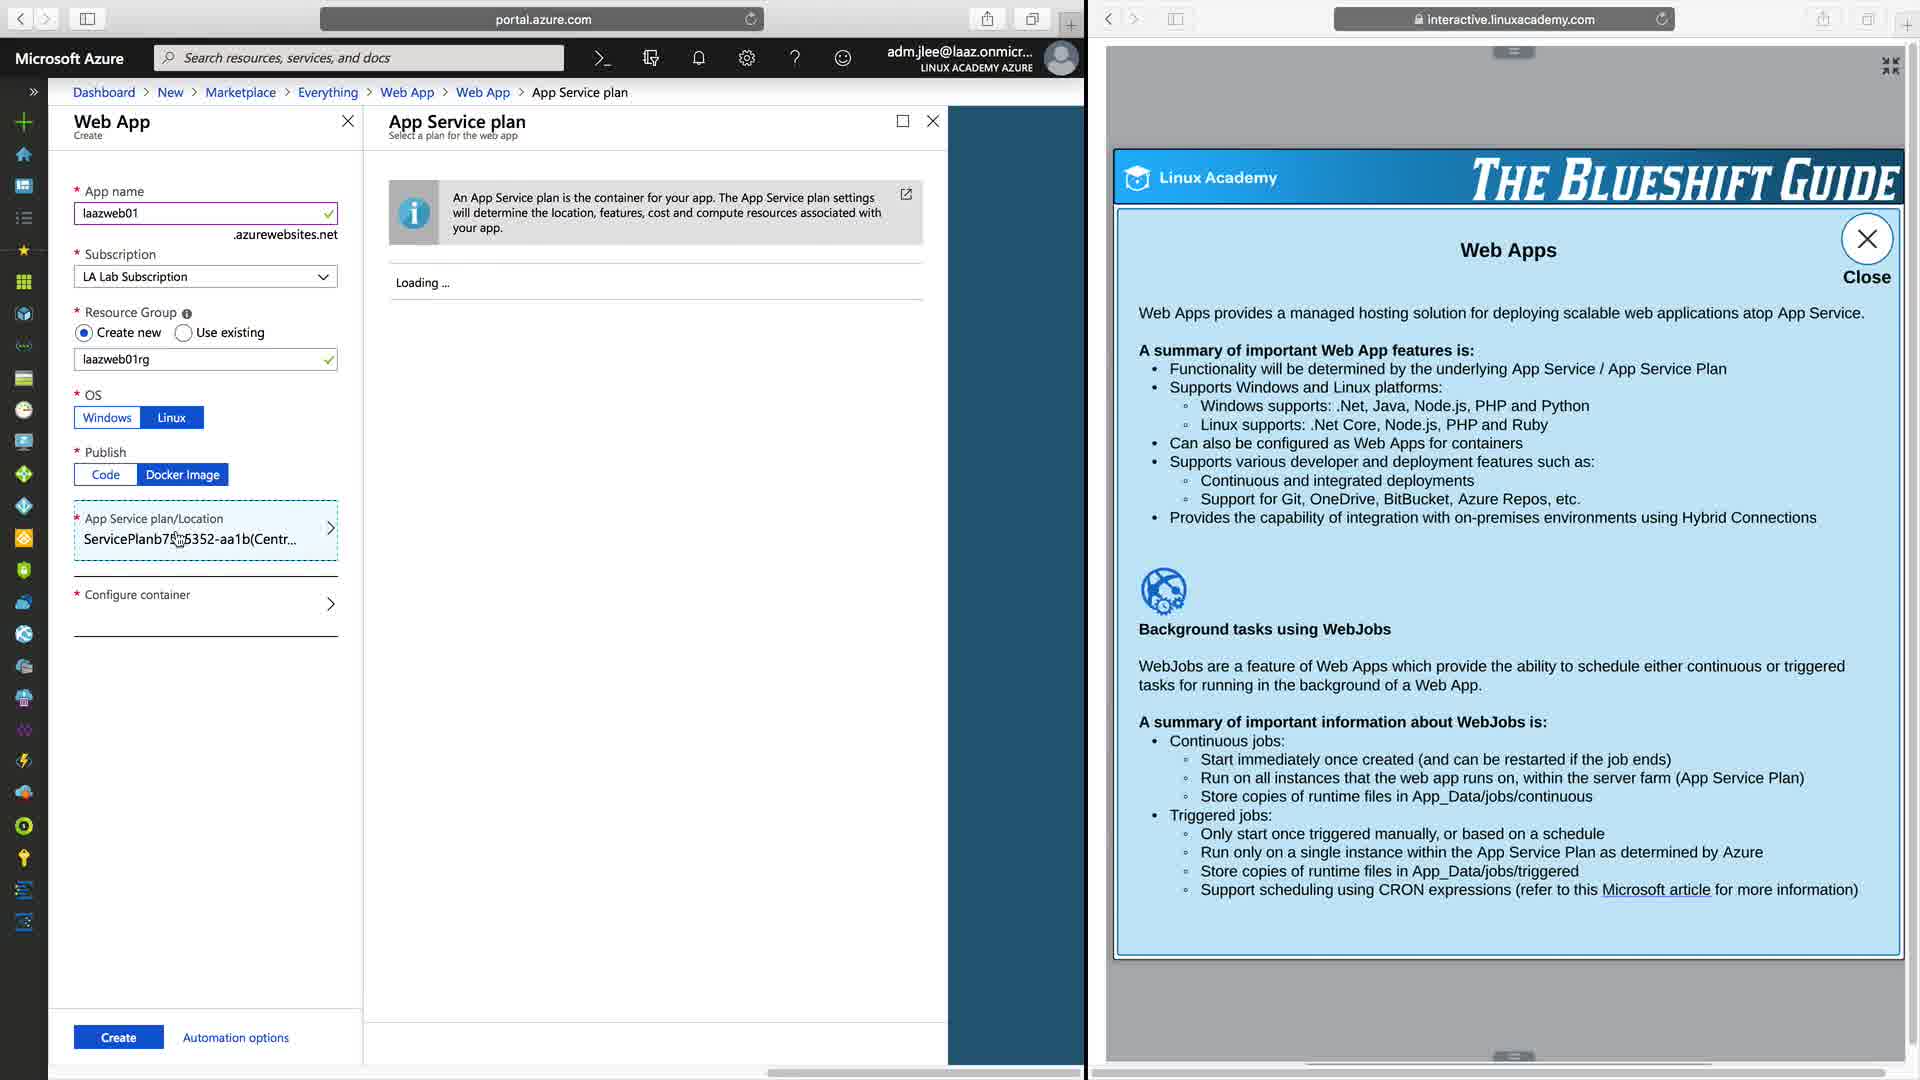 portal.azure.com
Microsoft Azure
Search resources, services, and docs
adm.jlee@laaz.onmicr...
LINUX ACADEMY AZURE
Dashboard > New > Marketplace > Everything > Web App > Web App > App Service plan
Web App
Create
* App name
laazweb01
.azurewebsites.net
* Subscription
LA Lab Subscription
* Resource Group
Create new Use existing
laazweb01rg
* OS
Windows Linux
* Publish
Code Docker Image
* App Service plan/Location
(Centr...
* Configure container
Create Automation options
App Service plan
Select a plan for the web app
An App Service plan is the container for your app. The App Service plan settings
will determine the location, features, cost and compute resources associated with
your app.
Loading ...
interactive.linuxacademy.com
Linux Academy
THE BLUESHIFT GUIDE
Web Apps
Close
Web Apps provides a managed hosting solution for deploying scalable web applications atop App Service.
A summary of important Web App features is:
• Functionality will be determined by the underlying App Service / App Service Plan
• Supports Windows and Linux platforms:
◦ Windows supports: .Net, Java, Node.js, PHP and Python
◦ Linux supports: .Net Core, Node.js, PHP and Ruby
• Can also be configured as Web Apps for containers
• Supports various developer and deployment features such as:
◦ Continuous and integrated deployments
◦ Support for Git, OneDrive, BitBucket, Azure Repos, etc.
• Provides the capability of integration with on-premises environments using Hybrid Connections
Background tasks using WebJobs
WebJobs are a feature of Web Apps which provide the ability to schedule either continuous or triggered
tasks for running in the background of a Web App.
A summary of important information about WebJobs is:
• Continuous jobs:
◦ Start immediately once created (and can be restarted if the job ends)
◦ Run on all instances that the web app runs on, within the server farm (App Service Plan)
◦ Store copies of runtime files in App_Data/jobs/continuous
• Triggered jobs:
◦ Only start once triggered manually, or based on a schedule
◦ Run only on a single instance within the App Service Plan as determined by Azure
◦ Store copies of runtime files in App_Data/jobs/triggered
◦ Support scheduling using CRON expressions (refer to this Microsoft article for more information)